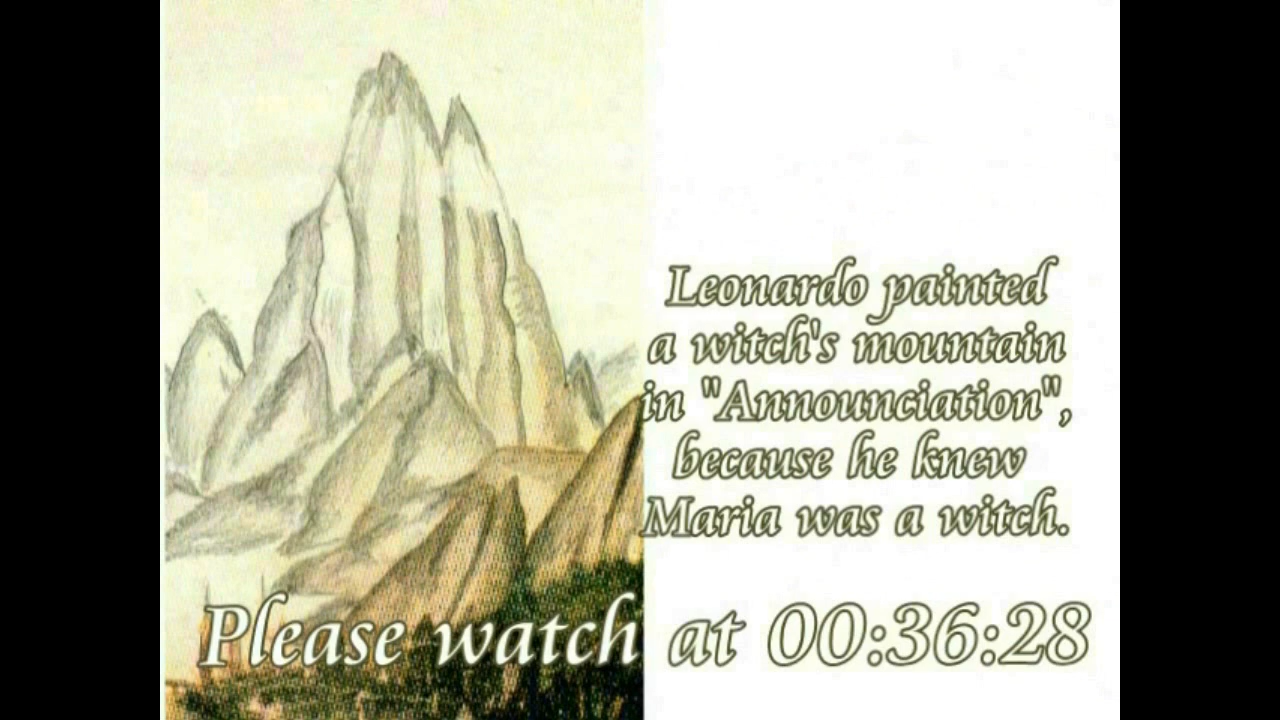 Leonardo painted
a witch's mountain
in "Announciation",
because he knew
Maria was a witch.
Please watch at 00:36:28